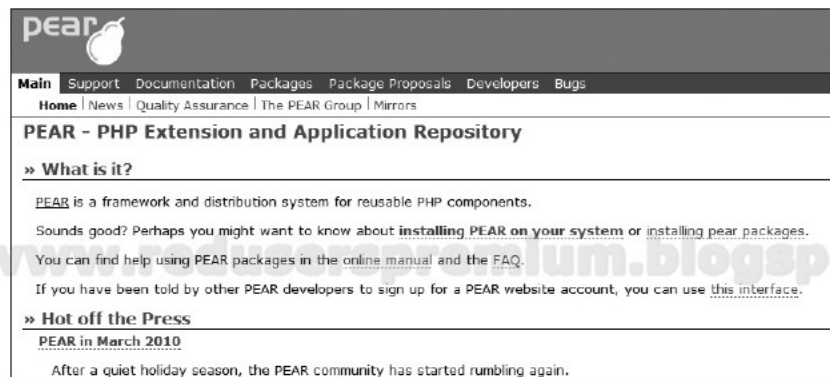 pear
Main Support Documentation Packages Package Proposals Developers Bugs
Home | News | Quality Assurance | The PEAR Group | Mirrors
PEAR - PHP Extension and Application Repository
» What is it?
PEAR is a framework and distribution system for reusable PHP components.
Sounds good? Perhaps you might want to know about installing PEAR on your system or installing pear packages.
www.reduserspremium.blogsp
You can find help using PEAR packages in the online manual and the FAQ.
If you have been told by other PEAR developers to sign up for a PEAR website account, you can use this interface.
» Hot off the Press
PEAR in March 2010
After a quiet holiday season, the PEAR community has started rumbling again.